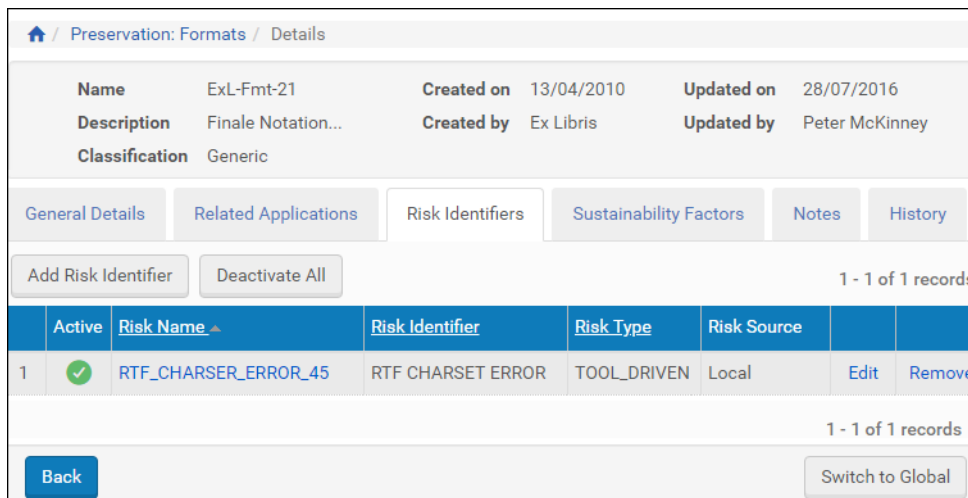 / Preservation: Formats / Details
Name ExL-Fmt-21 Created on 13/04/2010 Updated on 28/07/2016
Description Finale Notation... Created by Ex Libris Updated by Peter McKinney
Classification Generic
General Details Related Applications Risk Identifiers Sustainability Factors Notes History
Add Risk Identifier Deactivate All 1 - 1 of 1 records
Active Risk Name Risk Identifier Risk Type Risk Source
1 RTF_CHARSER_ERROR_45 RTF CHARSET ERROR TOOL_DRIVEN Local Edit Remove
1 - 1 of 1 records
Back Switch to Global